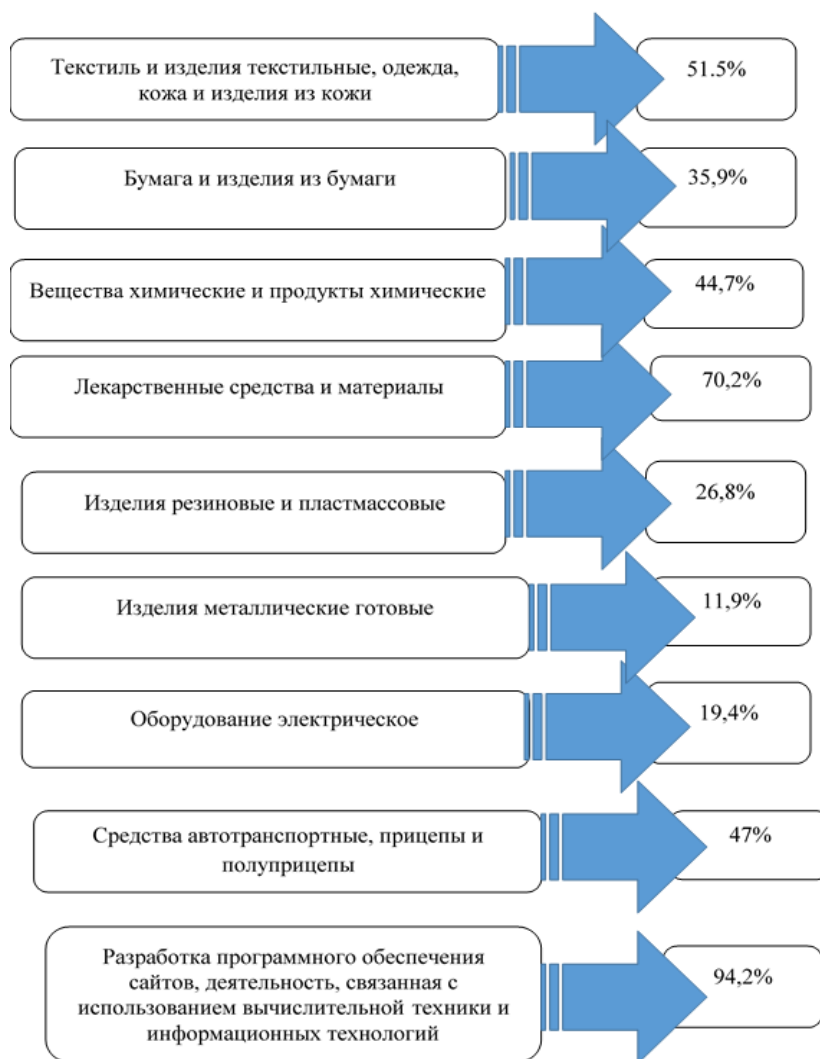 Текстиль и изделия текстильные, одежда,
кожа и изделия из кожи
51.5%
Бумага и изделия из бумаги
35,9%
Вещества химические и продукты химические
44,7%
Лекарственные средства и материалы
70,2%
Изделия резиновые и пластмассовые
26,8%
Изделия металлические готовые
11,9%
Оборудование электрическое
19,4%
Средства автотранспортные, прицепы и
полуприцепы
47%
Разработка программного обеспечения
сайтов, деятельность, связанная с
использованием вычислительной техники и
информационных технологий
94,2%